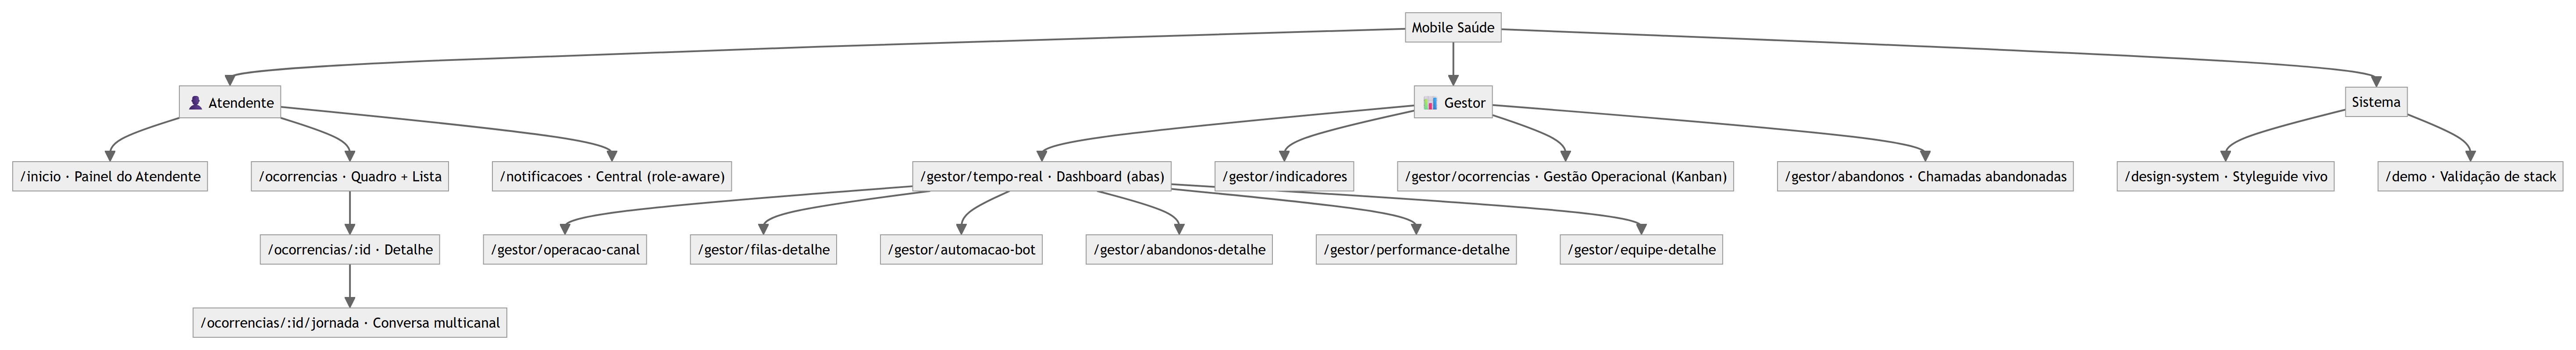 Mobile Saúde
👤 Atendente
📊 Gestor
Sistema
/inicio · Painel do Atendente
/ocorrencias · Quadro + Lista
/notificacoes · Central (role-aware)
/gestor/tempo-real · Dashboard (abas)
/gestor/indicadores
/gestor/ocorrencias · Gestão Operacional (Kanban)
/gestor/abandonos · Chamadas abandonadas
/design-system · Styleguide vivo
/demo · Validação de stack
/ocorrencias/:id · Detalhe
/gestor/operacao-canal
/gestor/filas-detalhe
/gestor/automacao-bot
/gestor/abandonos-detalhe
/gestor/performance-detalhe
/gestor/equipe-detalhe
/ocorrencias/:id/jornada · Conversa multicanal